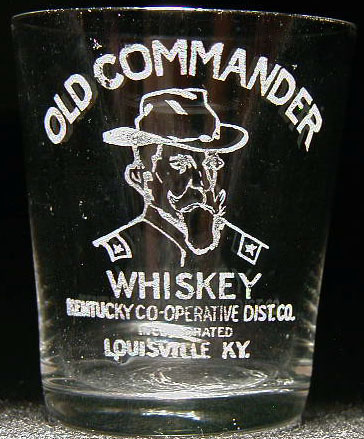 OLD COMMANDER
WHISKEY
KENTUCKY CO-OPERATIVE DIST. CO.
INCORPORATED
LOUISVILLE KY.